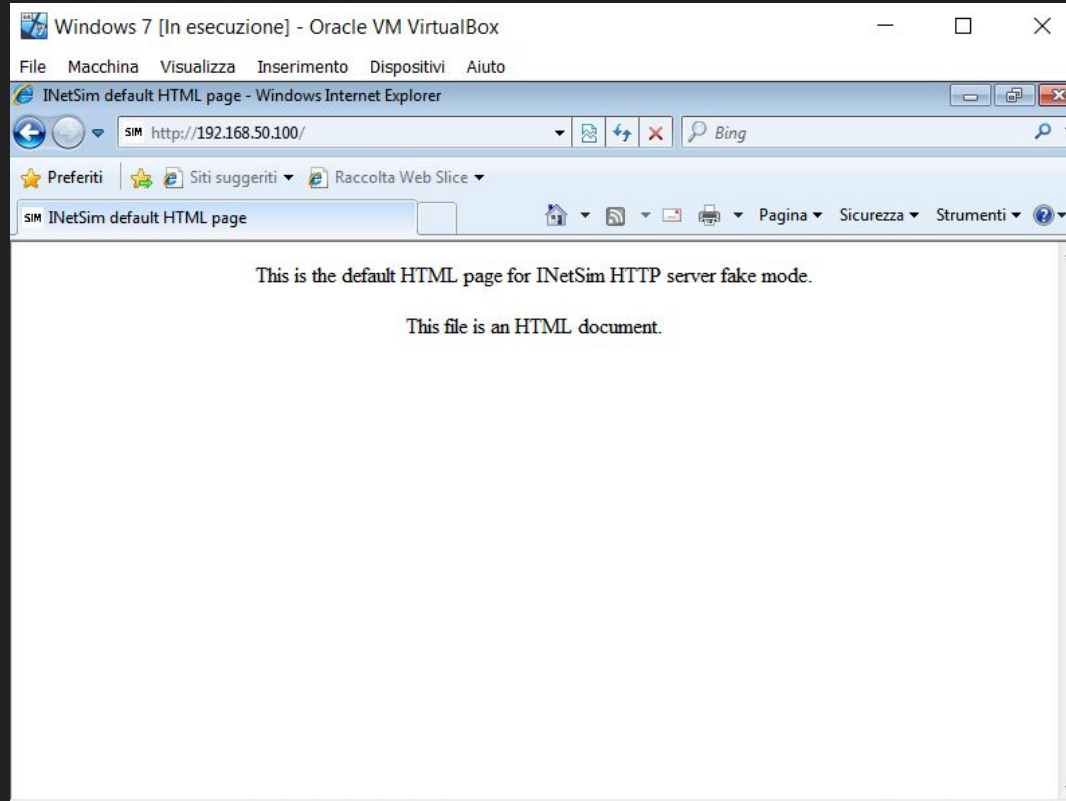 Windows 7 [In esecuzione] - Oracle VM VirtualBox
File Macchina Visualizza Inserimento Dispositivi Aiuto
INetSim default HTML page - Windows Internet Explorer
SIM http://192.168.50.100/ Bing
Preferiti Siti suggeriti Raccolta Web Slice
SIM INetSim default HTML page Pagina Sicurezza Strumenti
This is the default HTML page for INetSim HTTP server fake mode.
This file is an HTML document.